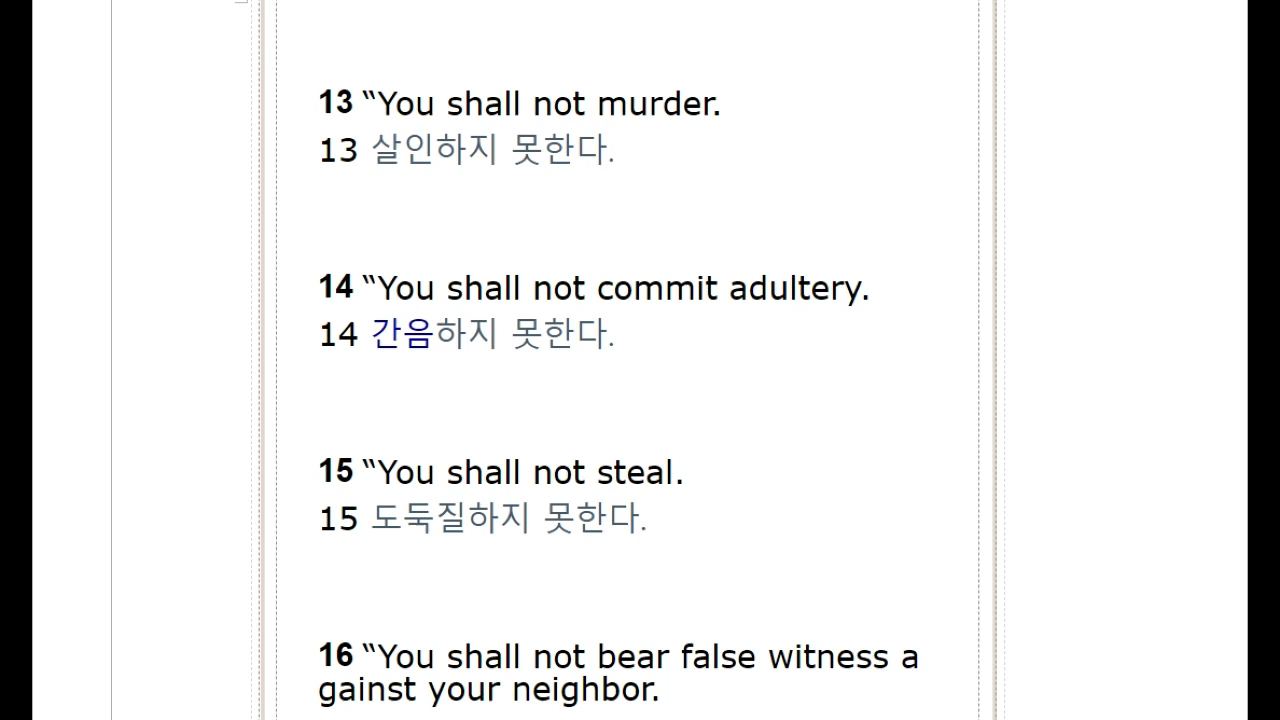 13 “You shall not murder.
13 살인하지 못한다.
14 “You shall not commit adultery.
14 간음하지 못한다.
15 “You shall not steal.
15 도둑질하지 못한다.
16 “You shall not bear false witness a
gainst your neighbor.